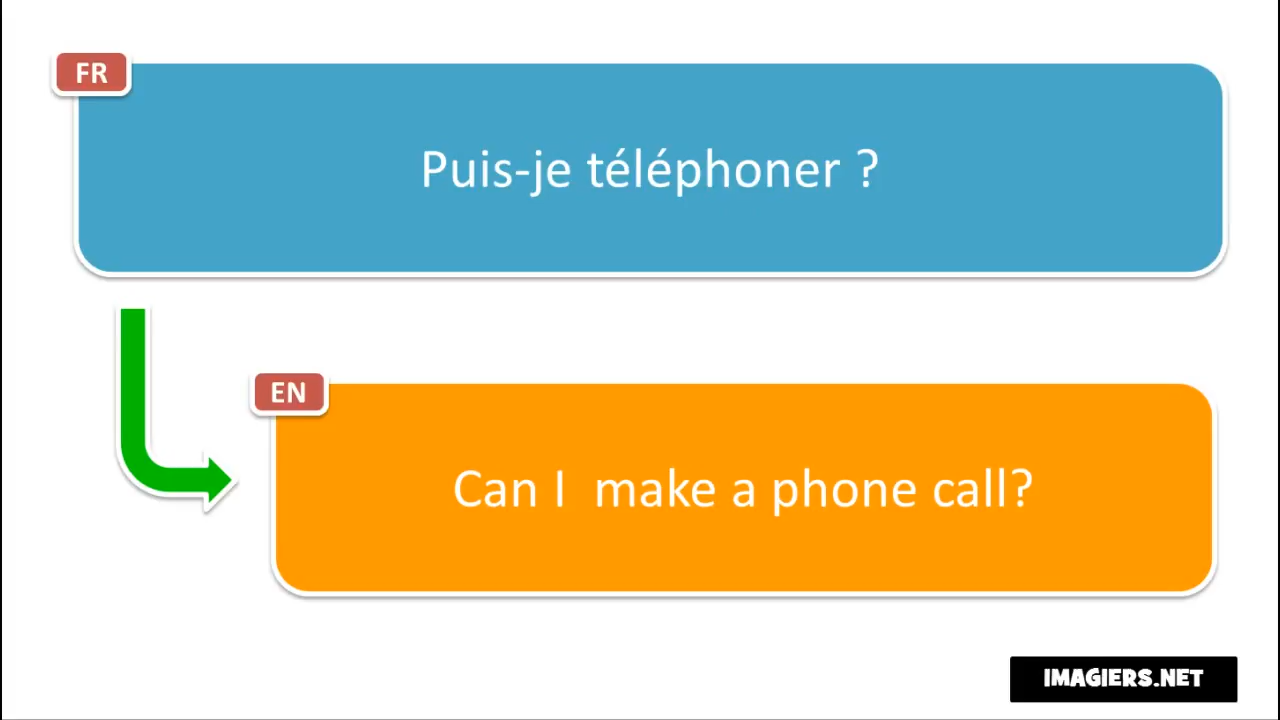 FR
Puis-je téléphoner ?
EN
Can I  make a phone call?
IMAGIERS.NET